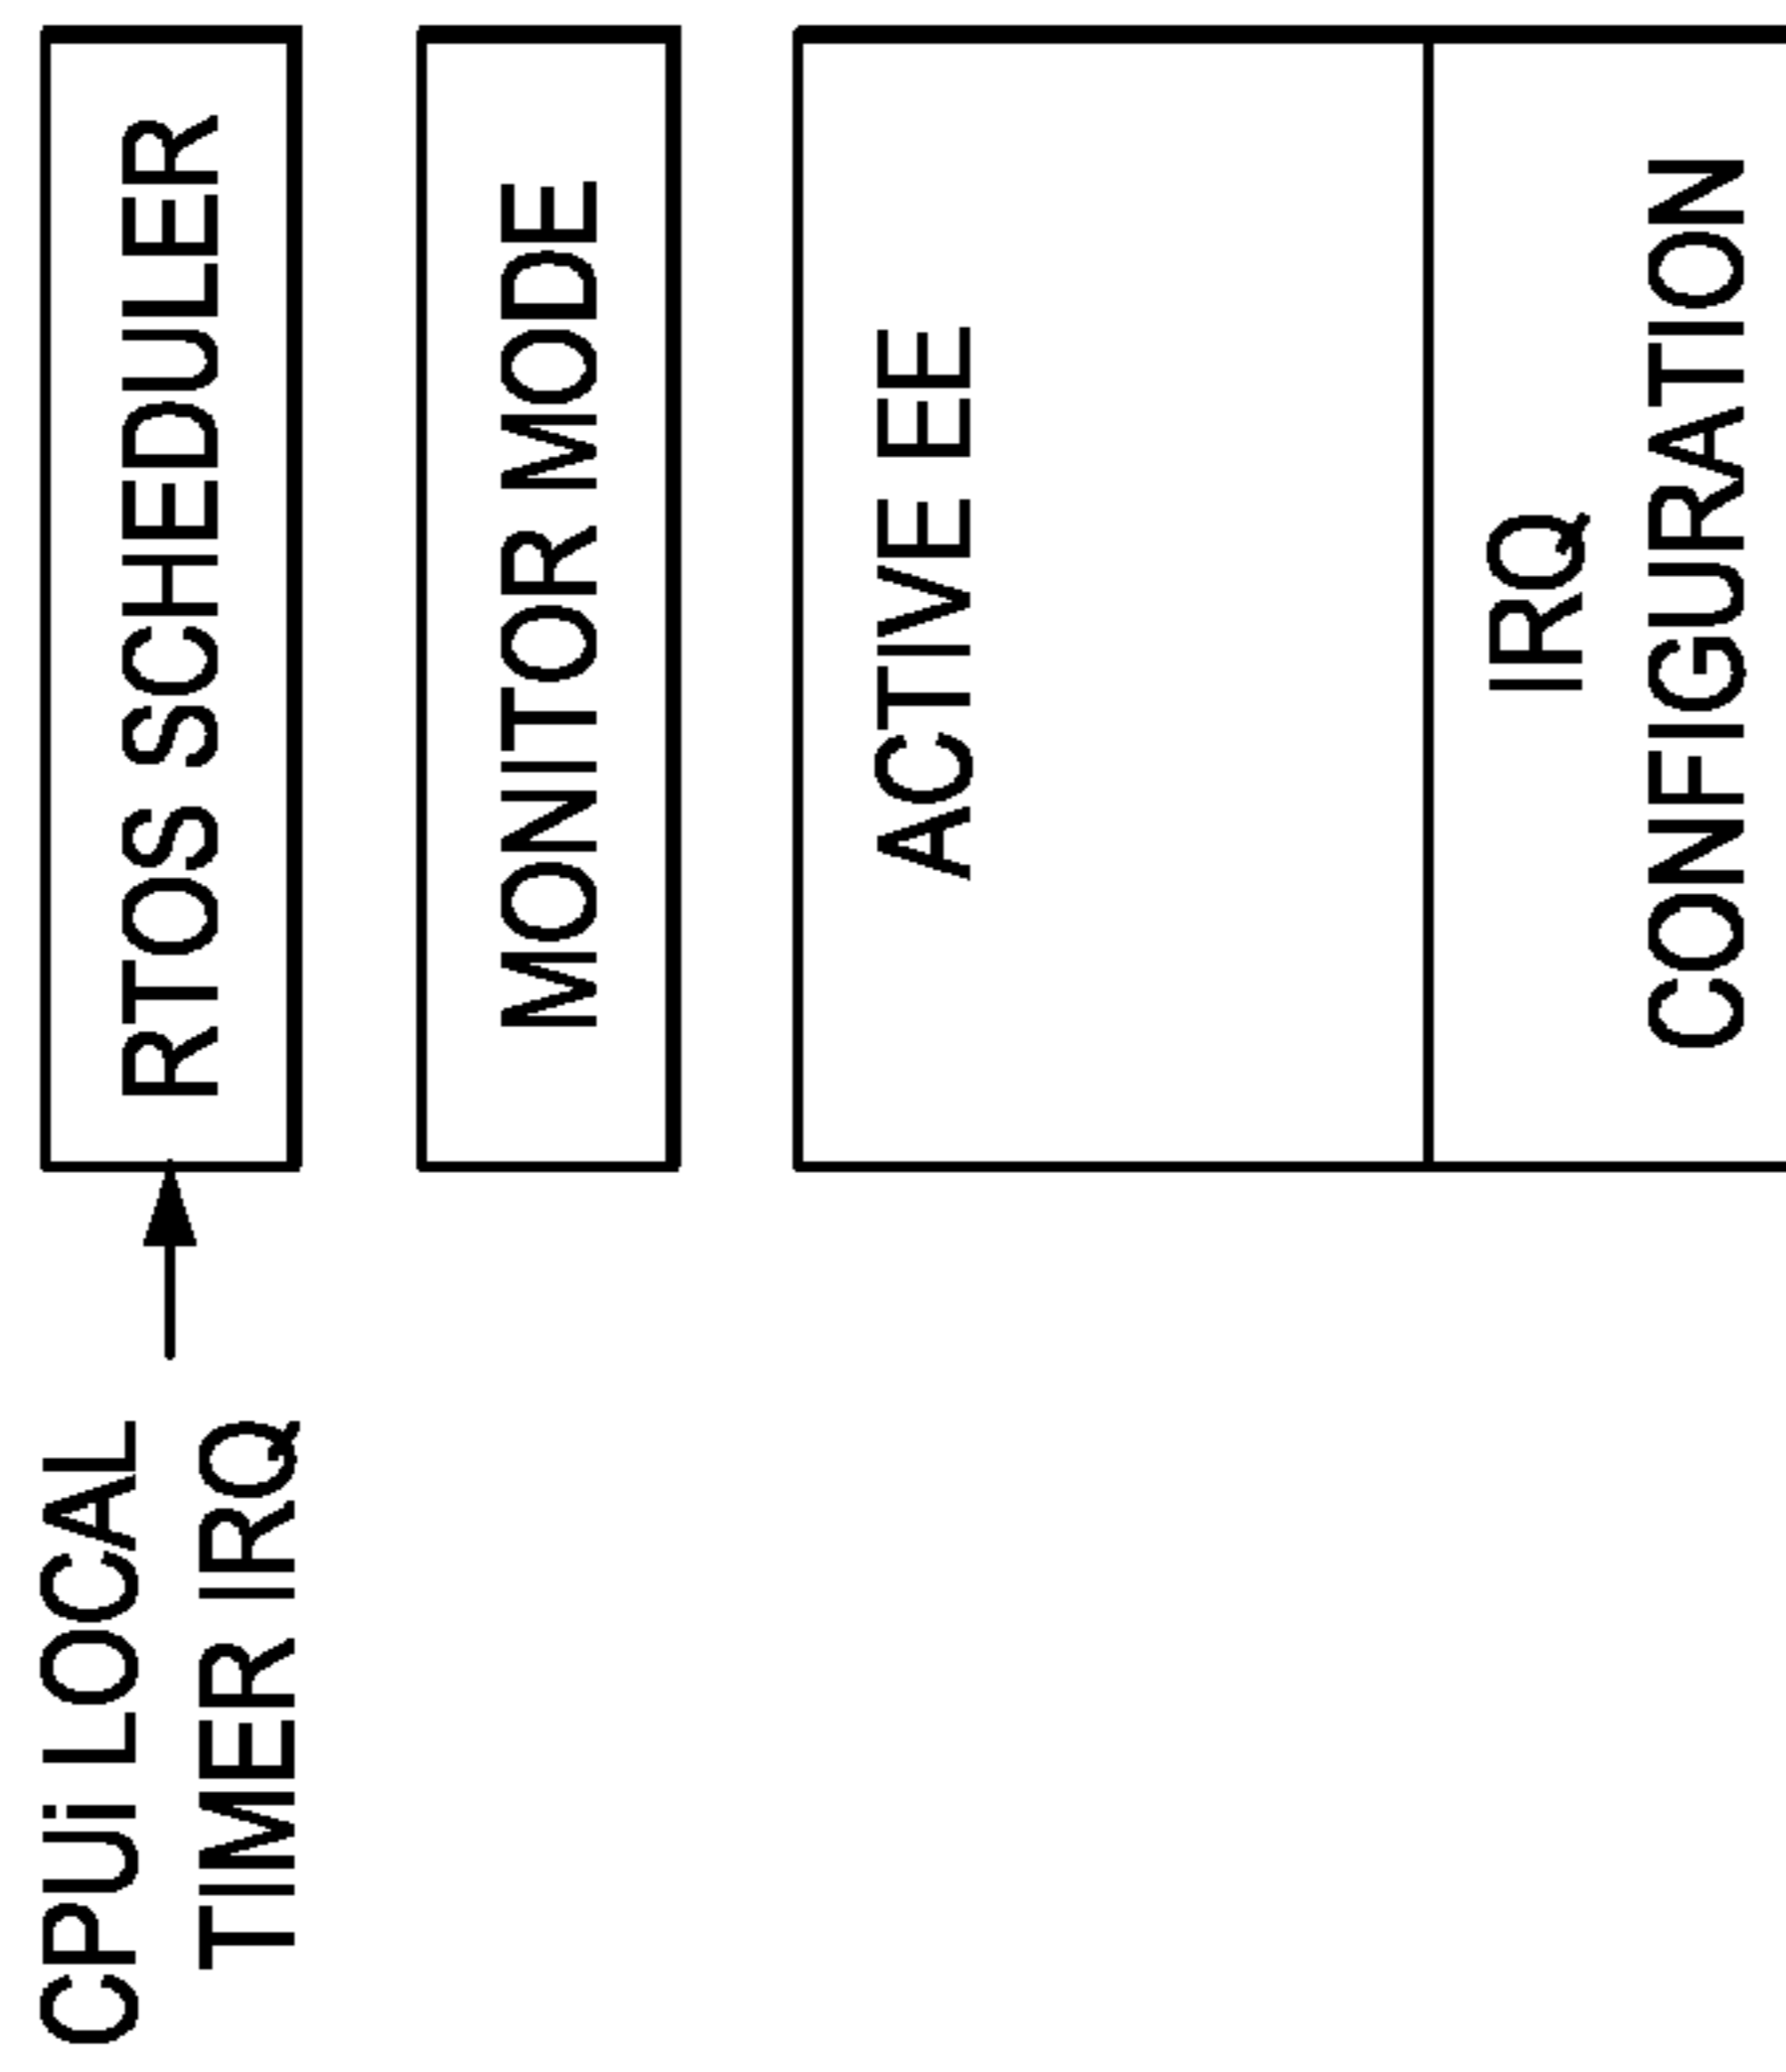 CPUi LOCAL
TIMER IRQ
RTOS SCHEDULER
MONITOR MODE
ACTIVE EE
IRQ
CONFIGURATION